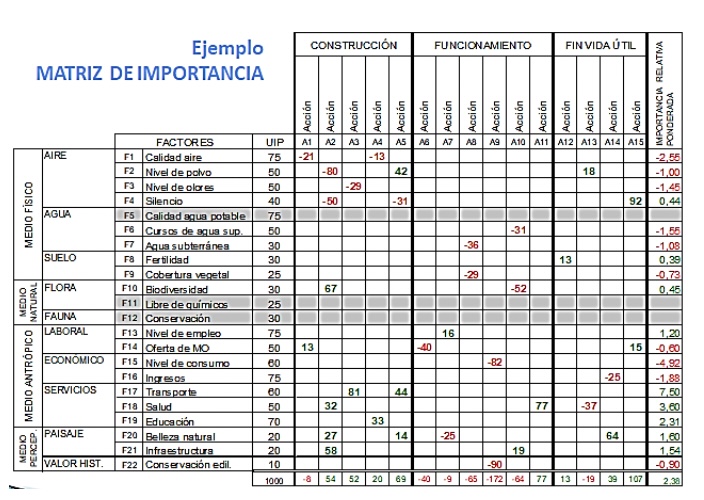 Ejemplo
MATRIZ DE IMPORTANCIA
CONSTRUCCIÓN FUNCIONAMIENTO FIN VIDA ÚTIL
IMPORTANCIA RELATIVA PONDERADA
Acción Acción Acción Acción Acción Acción Acción Acción Acción Acción Acción Acción Acción Acción Acción
FACTORES UIP A1 A2 A3 A4 A5 A6 A7 A8 A9 A10 A11 A12 A13 A14 A15
MEDIO FÍSICO
AIRE F1 Calidad aire 75 -21 -13 -2,55
F2 Nivel de polvo 50 -80 42 18 -1,00
F3 Nivel de olores 50 -29 -1,45
F4 Silencio 40 -50 -31 92 0,44
AGUA F5 Calidad agua potable 75
F6 Cursos de agua sup. 50 -31 -1,55
F7 Agua subterránea 30 -36 -1,08
SUELO F8 Fertilidad 30 13 0,39
F9 Cobertura vegetal 25 -29 -0,73
MEDIO NATURAL
FLORA F10 Biodiversidad 30 67 -52 0,45
F11 Libre de químicos 25
FAUNA F12 Conservación 30
MEDIO ANTRÓPICO
LABORAL F13 Nivel de empleo 75 16 1,20
F14 Oferta de MO 50 13 -40 15 -0,60
ECONÓMICO F15 Nivel de consumo 60 -82 -4,92
F16 Ingresos 75 -25 -1,88
SERVICIOS F17 Transporte 60 81 44 7,50
F18 Salud 50 32 77 -37 3,60
F19 Educación 70 33 2,31
MEDIO PERCEP.
PAISAJE F20 Belleza natural 20 27 14 -25 64 1,60
F21 Infraestructura 20 58 19 1,54
VALOR HIST. F22 Conservación edil. 10 -90 -0,90
1000 -8 54 52 20 69 -40 -9 -65 -172 -64 77 13 -19 39 107 2,38